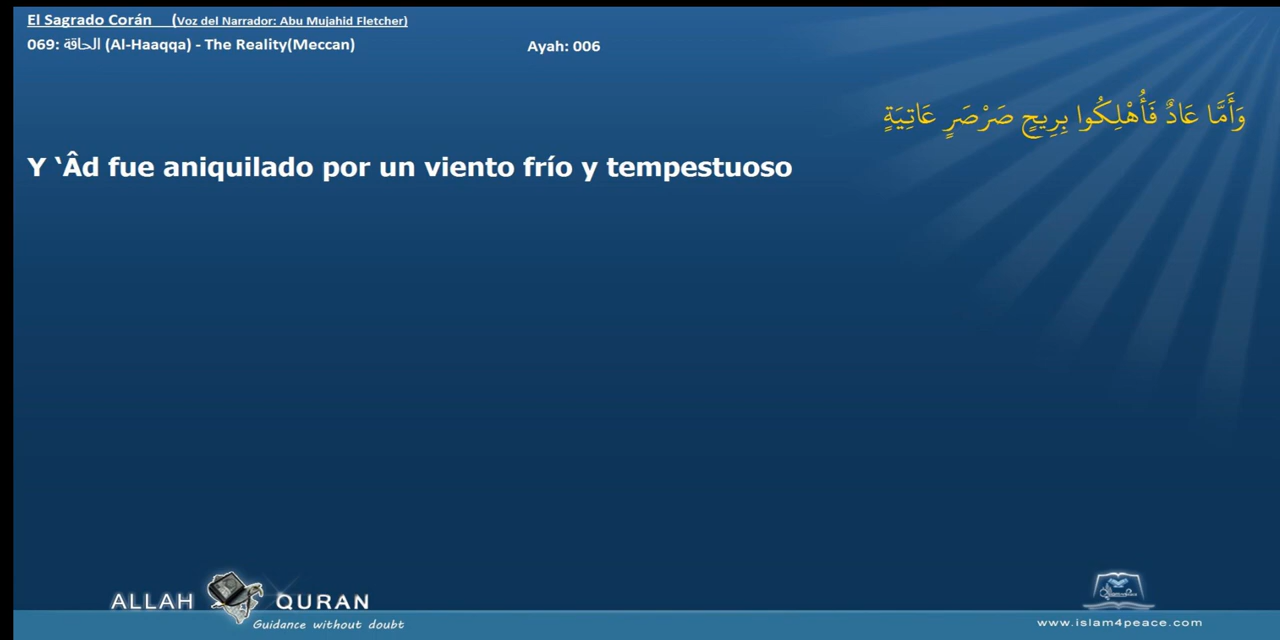 El Sagrado Corán (Voz del Narrador: Abu Mujahid Fletcher)
069: الحاقة (Al-Haaqqa) - The Reality(Meccan) Ayah: 006
وَأَمَّا عَادٌ فَأُهْلِكُوا بِرِيحٍ صَرْصَرٍ عَاتِيَةٍ
Y ‘Âd fue aniquilado por un viento frío y tempestuoso
ALLAH QURAN
Guidance without doubt
www.islam4peace.com